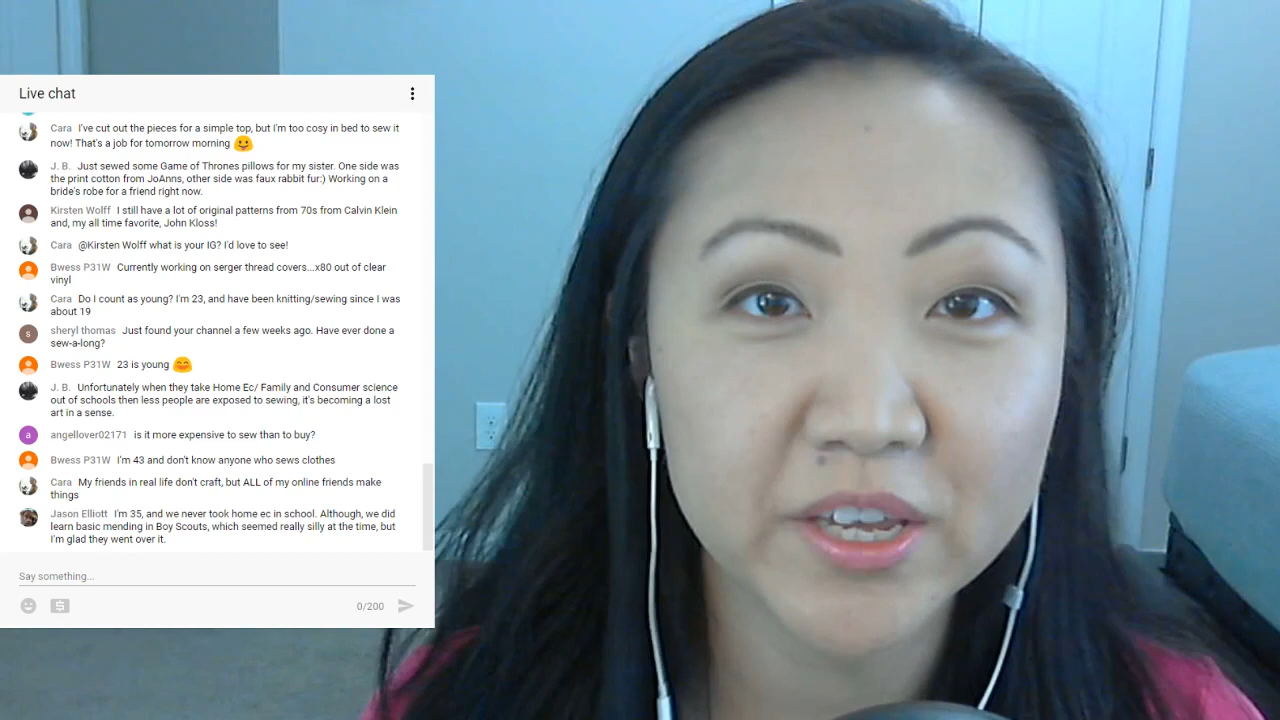 Live chat
Cara I've cut out the pieces for a simple top, but I'm too cosy in bed to sew it
now! That's a job for tomorrow morning
J. B. Just sewed some Game of Thrones pillows for my sister. One side was
the print cotton from JoAnns, other side was faux rabbit fur:) Working on a
bride's robe for a friend right now.
Kirsten Wolff I still have a lot of original patterns from 70s from Calvin Klein
and, my all time favorite, John Kloss!
Cara @Kirsten Wolff what is your IG? I'd love to see!
Bwess P31W Currently working on serger thread covers...x80 out of clear
vinyl
Cara Do I count as young? I'm 23, and have been knitting/sewing since I was
about 19
s sheryl thomas Just found your channel a few weeks ago. Have ever done a
sew-a-long?
Bwess P31W 23 is young
J. B. Unfortunately when they take Home Ec/ Family and Consumer science
out of schools then less people are exposed to sewing, it's becoming a lost
art in a sense.
a angellover02171 is it more expensive to sew than to buy?
Bwess P31W I'm 43 and don't know anyone who sews clothes
Cara My friends in real life don't craft, but ALL of my online friends make
things
Jason Elliott I'm 35, and we never took home ec in school. Although, we did
learn basic mending in Boy Scouts, which seemed really silly at the time, but
I'm glad they went over it.
Say something...
$ 0/200